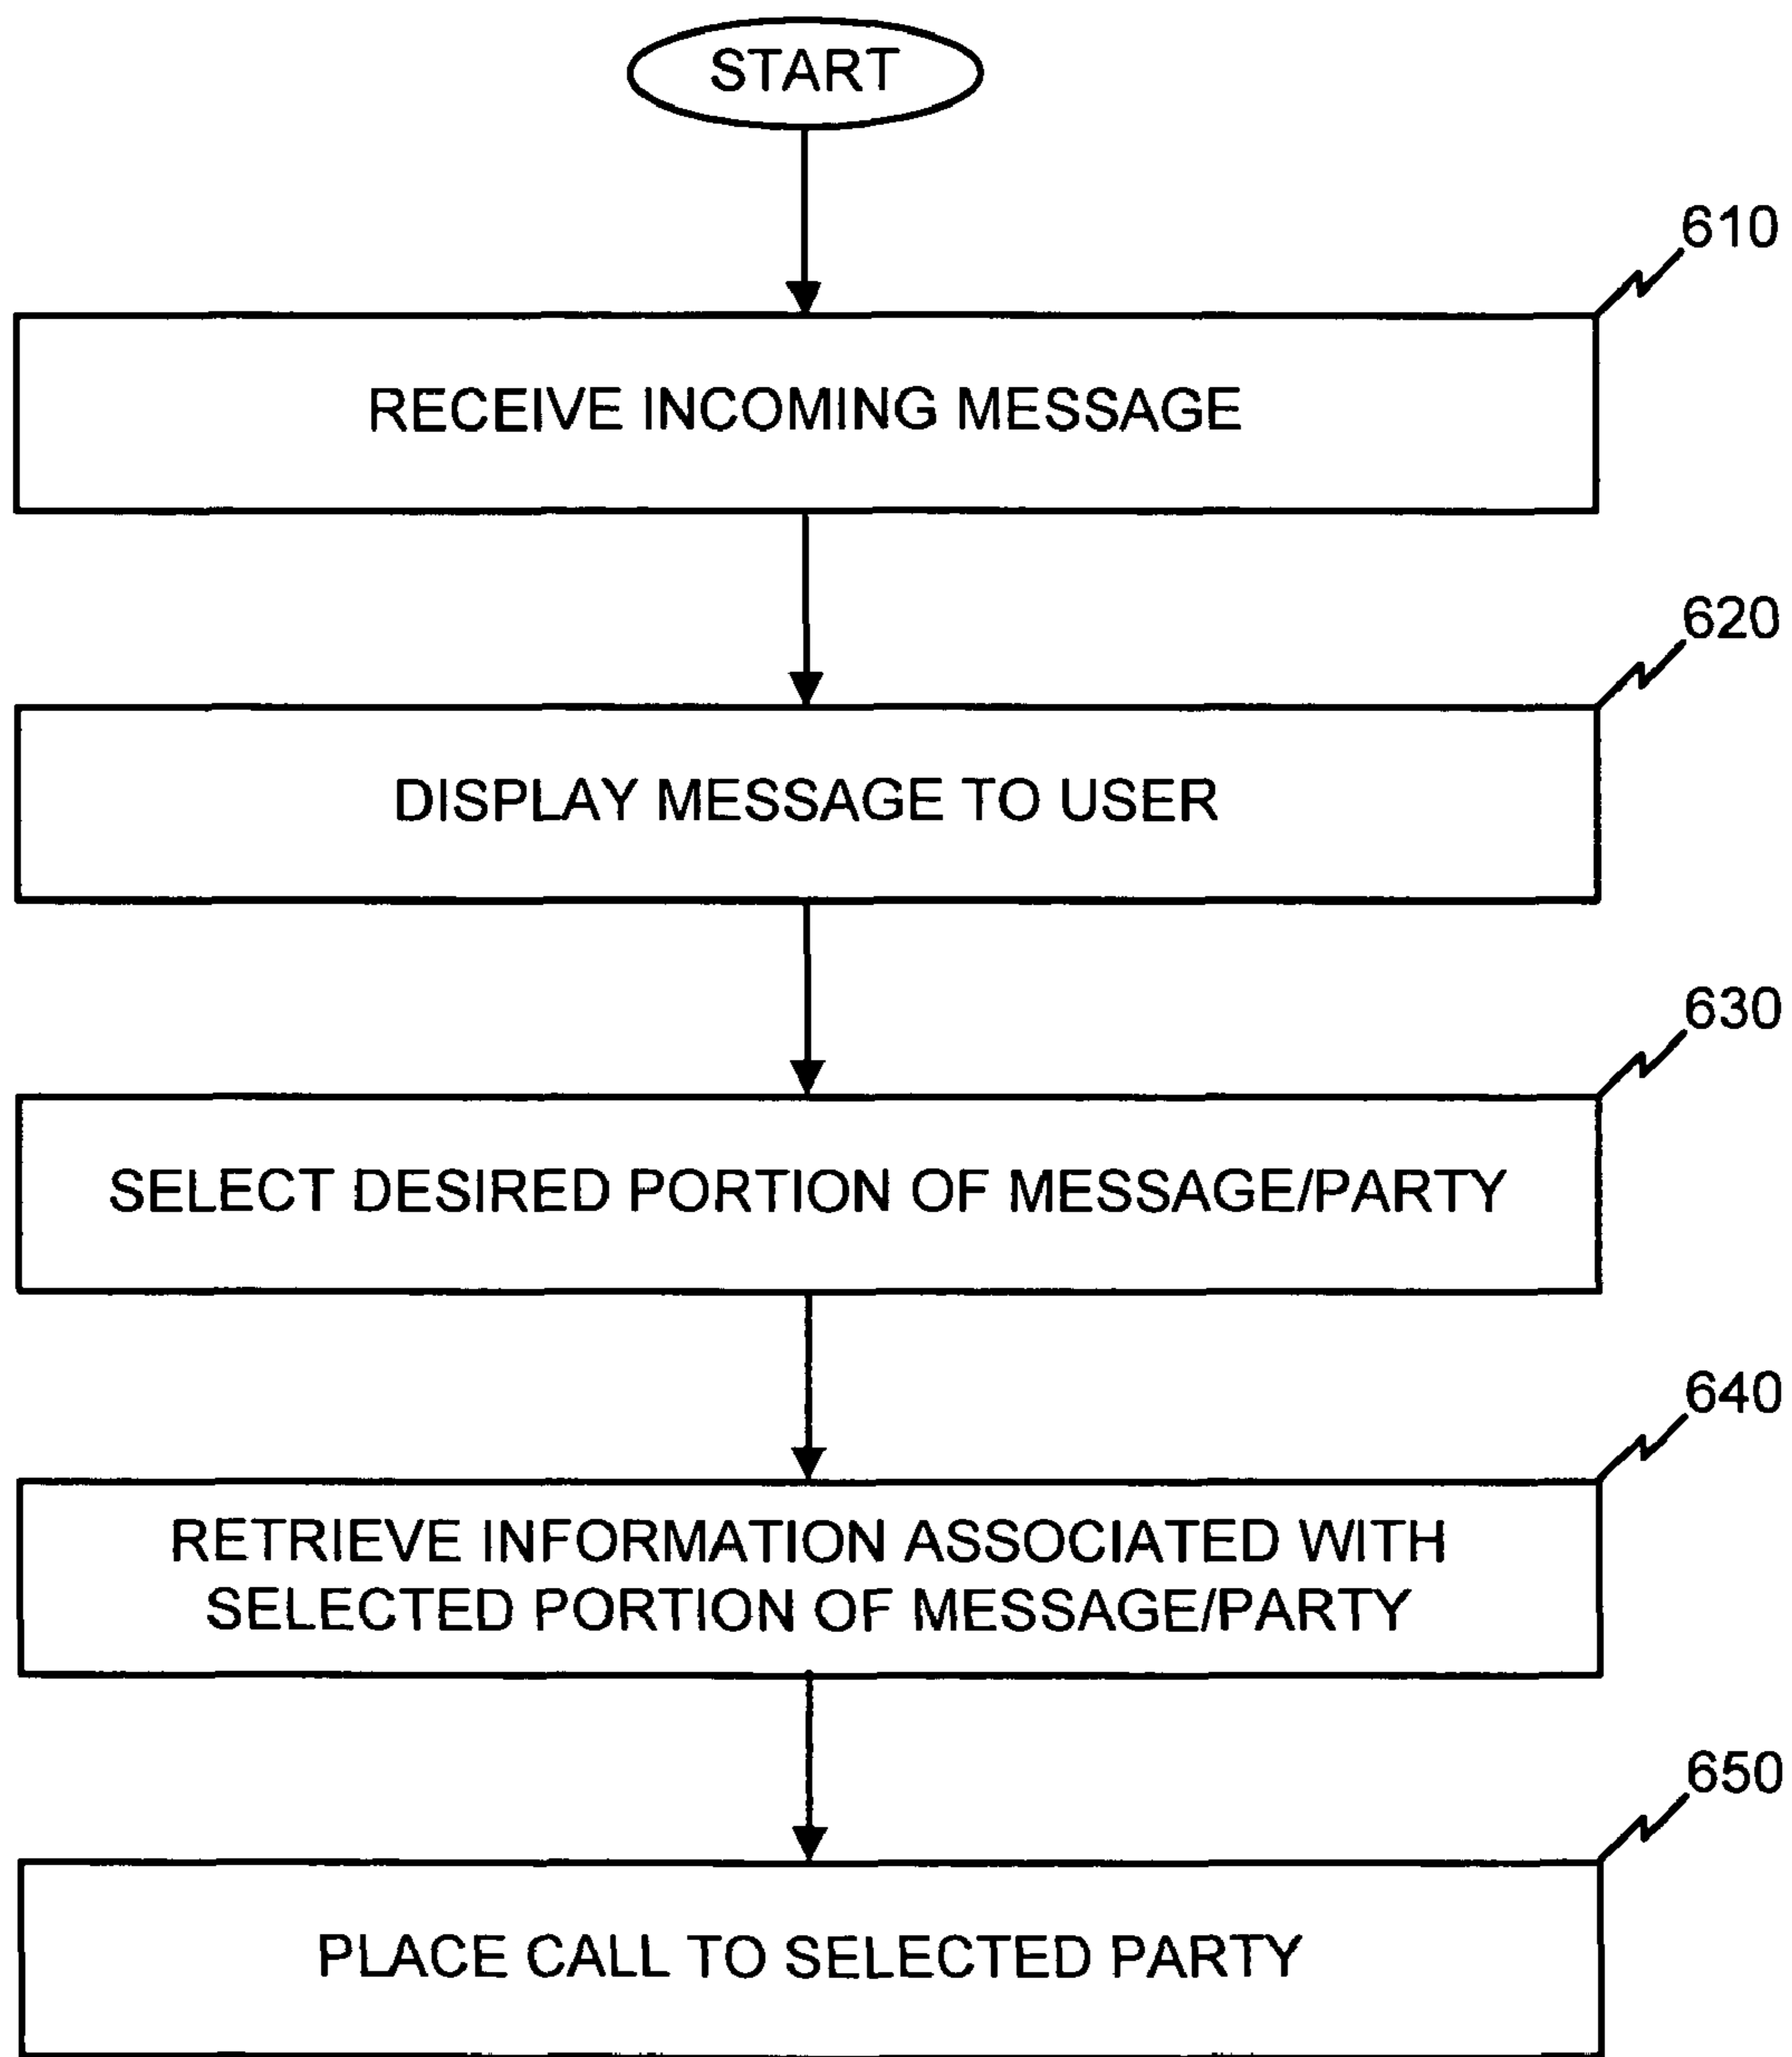 START
610
RECEIVE INCOMING MESSAGE
620
DISPLAY MESSAGE TO USER
630
SELECT DESIRED PORTION OF MESSAGE/PARTY
640
RETRIEVE INFORMATION ASSOCIATED WITH
SELECTED PORTION OF MESSAGE/PARTY
650
PLACE CALL TO SELECTED PARTY